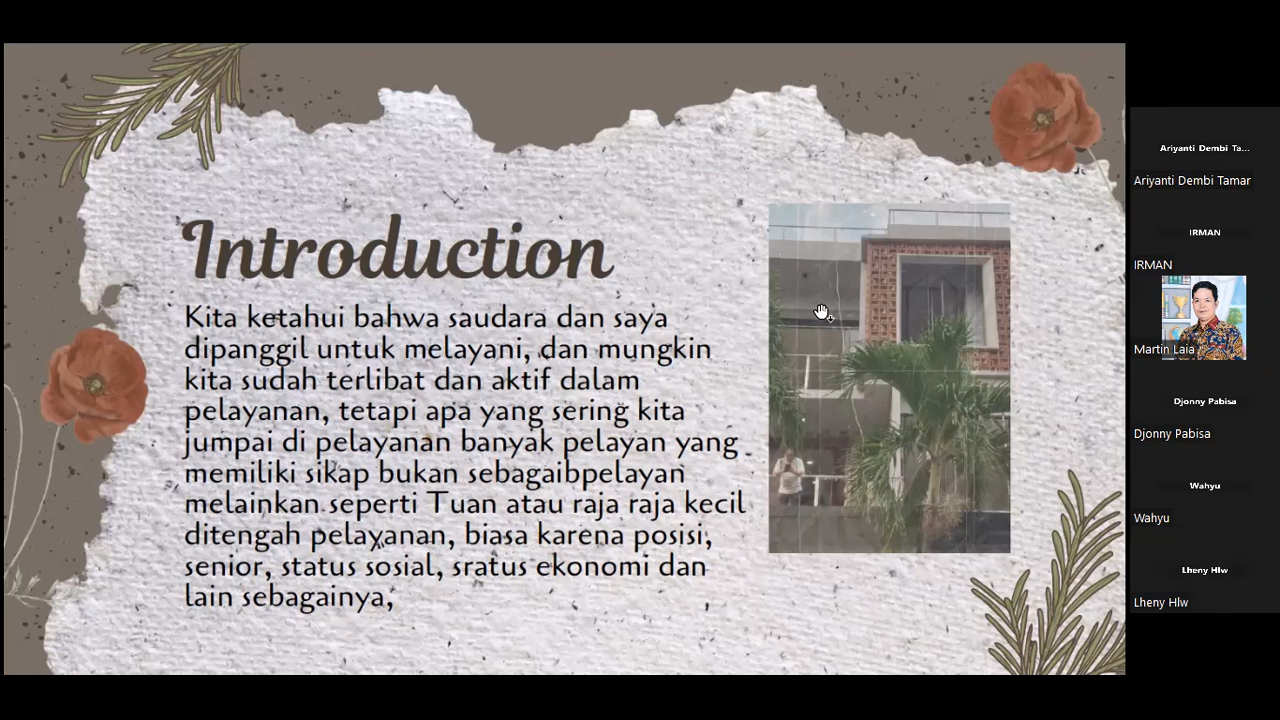 Introduction
Kita ketahui bahwa saudara dan saya
dipanggil untuk melayani, dan mungkin
kita sudah terlibat dan aktif dalam
pelayanan, tetapi apa yang sering kita
jumpai di pelayanan banyak pelayan yang
memiliki sikap bukan sebagaibpelayan
melainkan seperti Tuan atau raja raja kecil
ditengah pelayanan, biasa karena posisi,
senior, status sosial, sratus ekonomi dan
lain sebagainya,
Ariyanti Dembi Ta...
Ariyanti Dembi Tamar
IRMAN
IRMAN
Martin Laia
Djonny Pabisa
Djonny Pabisa
Wahyu
Wahyu
Lheny Hlw
Lheny Hlw